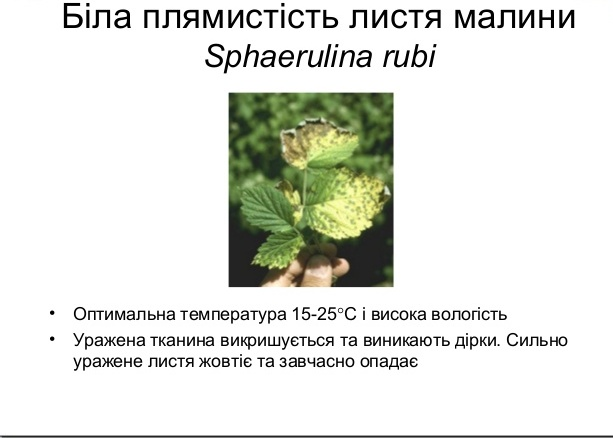 Біла плямистість листя малини
Sphaerulina rubi
• Оптимальна температура 15-25°С і висока вологість
• Уражена тканина викришується та виникають дірки. Сильно
уражене листя жовтіє та завчасно опадає